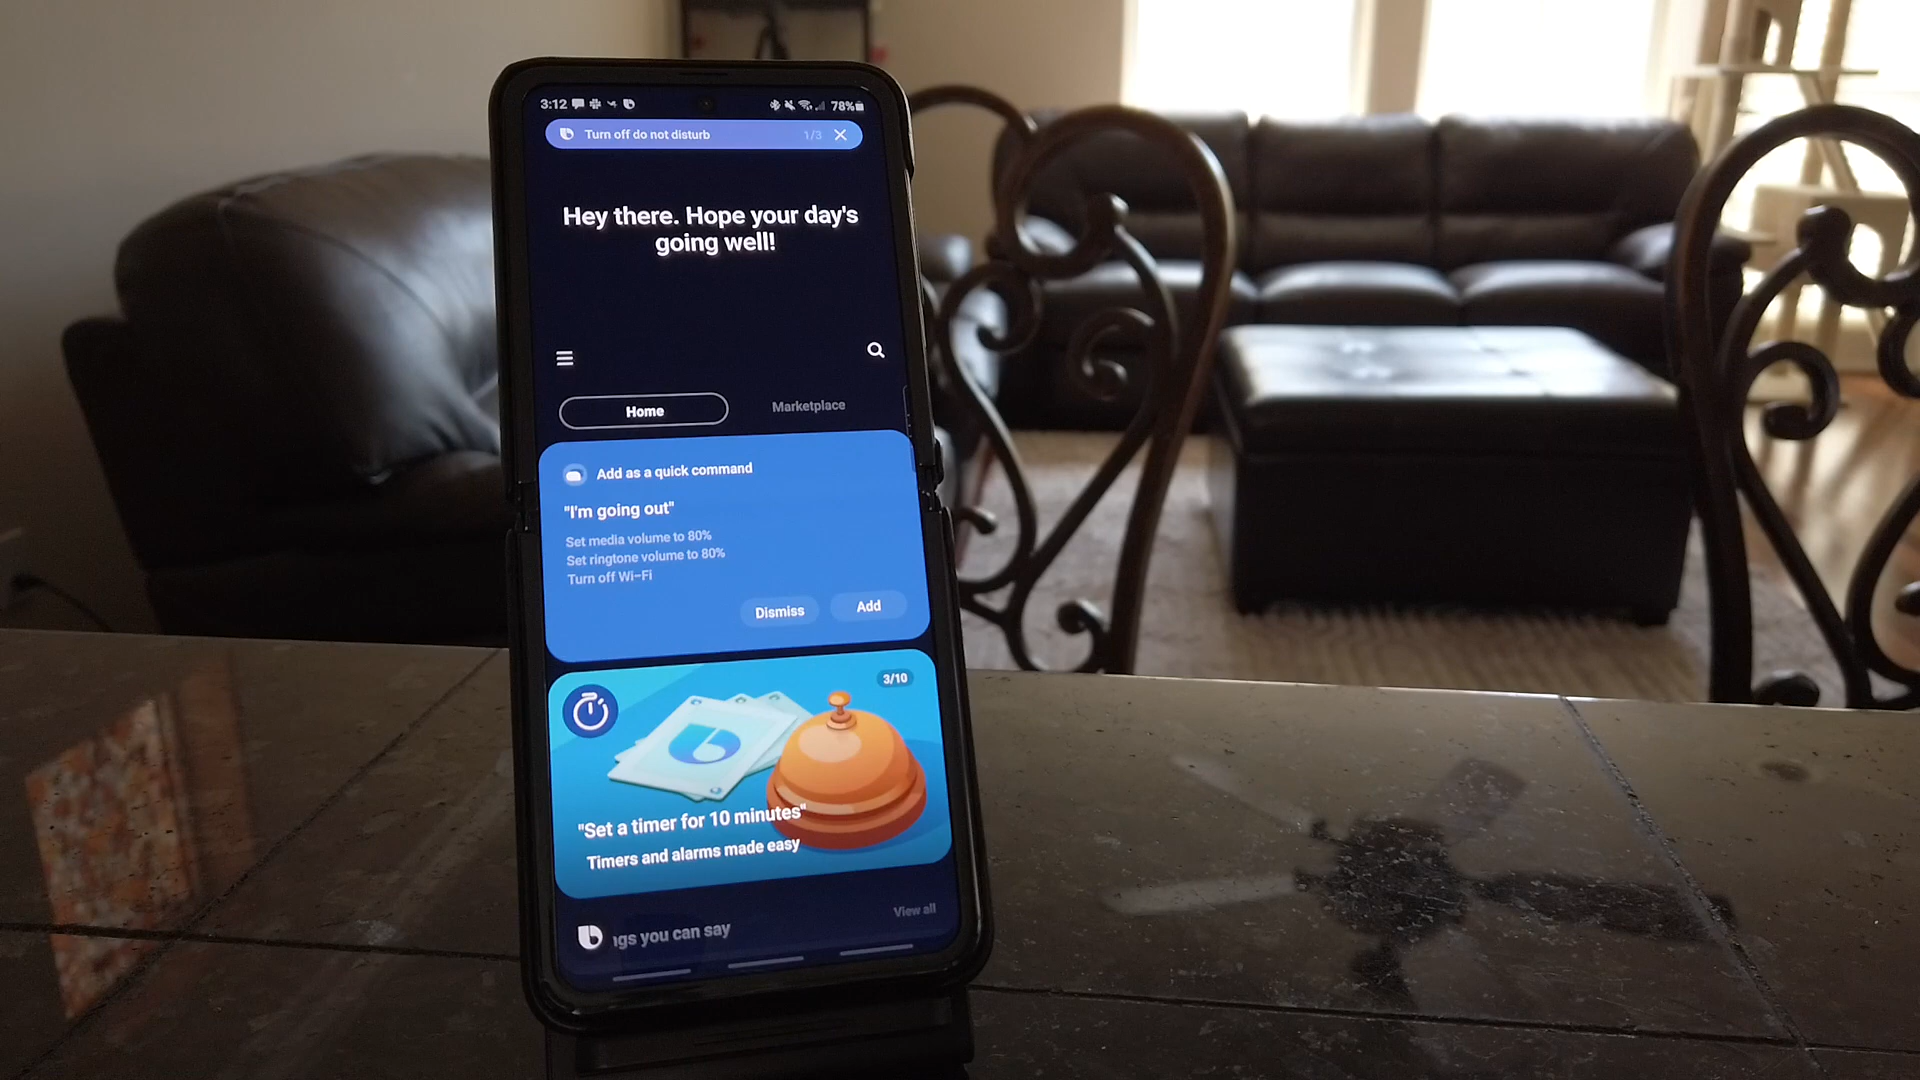 3:12 78%
Turn off do not disturb 1/3
Hey there. Hope your day's
going well!
Home Marketplace
Add as a quick command
"I'm going out"
Set media volume to 80%
Set ringtone volume to 80%
Turn off Wi-Fi
Dismiss Add
3/10
"Set a timer for 10 minutes"
Timers and alarms made easy
View all
ngs you can say